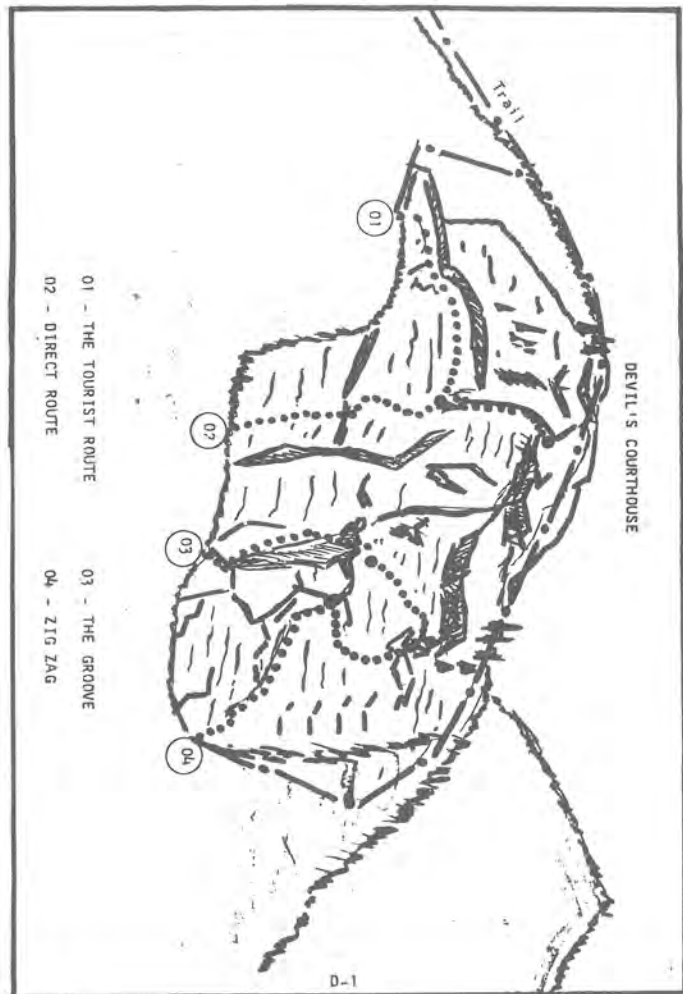 DEVIL'S COURTHOUSE
Trail
01
02
03
04
01 - THE TOURIST ROUTE
02 - DIRECT ROUTE
03 - THE GROOVE
04 - ZIG ZAG
D-1